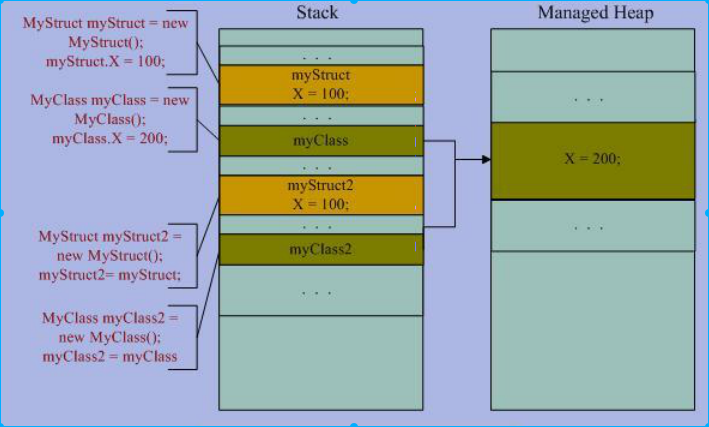 Stack
Managed Heap
MyStruct myStruct = new
MyStruct();
myStruct.X = 100;
MyClass myClass = new
MyClass();
myClass.X = 200;
MyStruct myStruct2 =
new MyStruct();
myStruct2= myStruct;
MyClass myClass2 =
new MyClass();
myClass2 = myClass
. . .
myStruct
X = 100;
. . .
myClass
. . .
myStruct2
X = 100;
. . .
myClass2
. . .
. . .
X = 200;
. . .